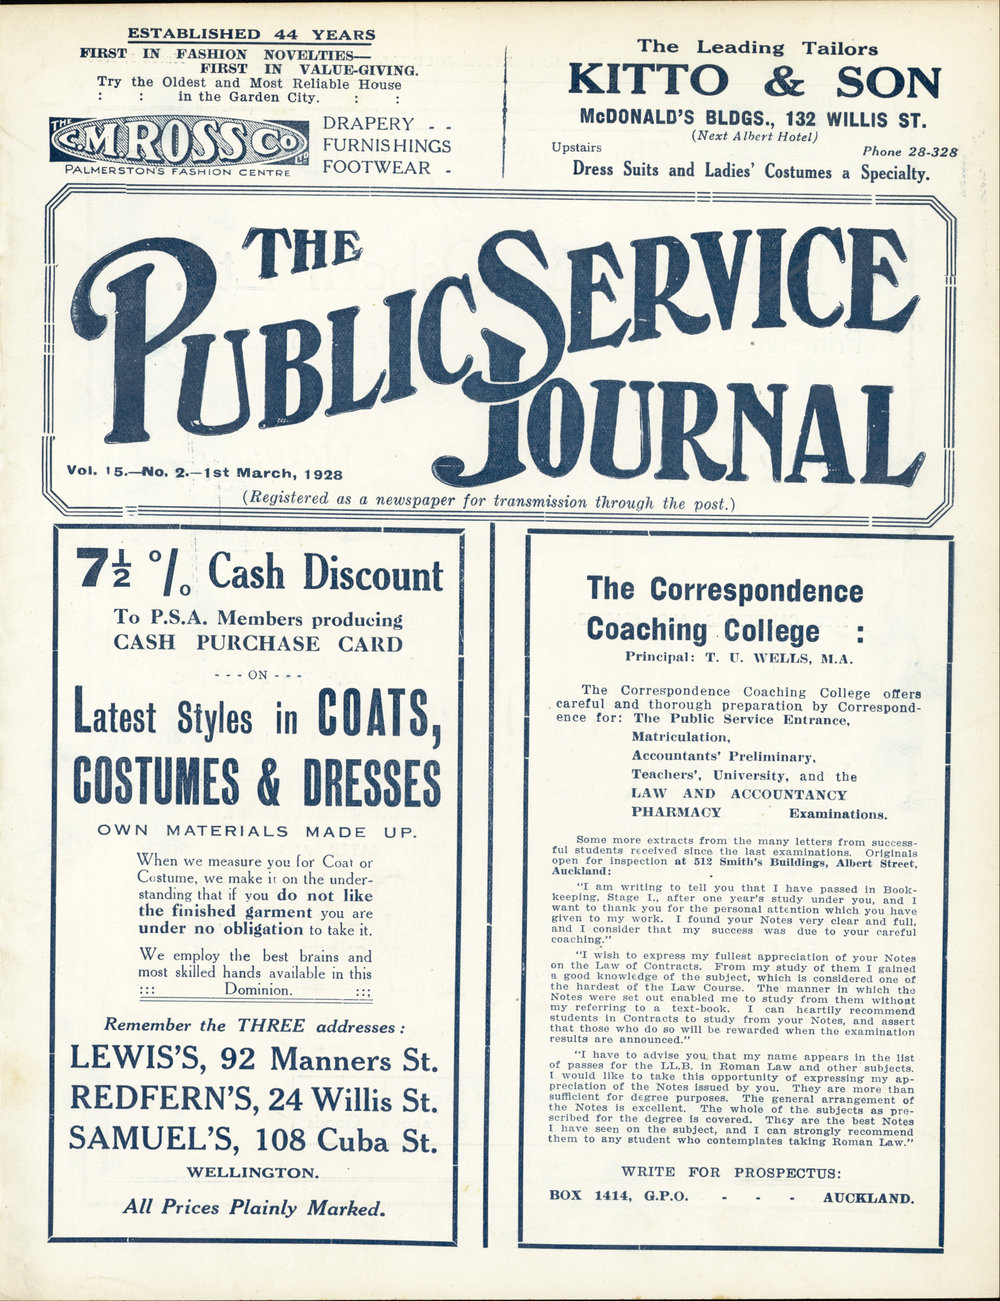 ESTABLISHED 44 YEARS
FIRST IN FASHION NOVELTIES—
FIRST IN VALUE-GIVING.
Try the Oldest and Most Reliable House
: : in the Garden City. : :
THE C.M. ROSS CO LTD
PALMERSTON'S FASHION CENTRE
DRAPERY - -
FURNISHINGS
FOOTWEAR -
The Leading Tailors
KITTO & SON
McDONALD'S BLDGS., 132 WILLIS ST.
(Next Albert Hotel)
Upstairs Phone 28-328
Dress Suits and Ladies' Costumes a Specialty.
THE
PUBLIC SERVICE
JOURNAL
Vol. 15.—No. 2.—1st March, 1928
(Registered as a newspaper for transmission through the post.)
7½ % Cash Discount
To P.S.A. Members producing
CASH PURCHASE CARD
- - - ON - - -
Latest Styles in COATS,
COSTUMES & DRESSES
OWN MATERIALS MADE UP.
When we measure you for Coat or
Costume, we make it on the under-
standing that if you do not like
the finished garment you are
under no obligation to take it.
We employ the best brains and
most skilled hands available in this
::: Dominion. :::
Remember the THREE addresses:
LEWIS'S, 92 Manners St.
REDFERN'S, 24 Willis St.
SAMUEL'S, 108 Cuba St.
WELLINGTON.
All Prices Plainly Marked.
The Correspondence
Coaching College :
Principal: T. U. WELLS, M.A.
The Correspondence Coaching College offers
careful and thorough preparation by Correspond-
ence for: The Public Service Entrance,
Matriculation,
Accountants' Preliminary,
Teachers', University, and the
LAW AND ACCOUNTANCY
PHARMACY Examinations.
Some more extracts from the many letters from success-
ful students received since the last examinations. Originals
open for inspection at 512 Smith's Buildings, Albert Street,
Auckland:
"I am writing to tell you that I have passed in Book-
keeping, Stage I., after one year's study under you, and I
want to thank you for the personal attention which you have
given to my work. I found your Notes very clear and full,
and I consider that my success was due to your careful
coaching."
"I wish to express my fullest appreciation of your Notes
on the Law of Contracts. From my study of them I gained
a good knowledge of the subject, which is considered one of
the hardest of the Law Course. The manner in which the
Notes were set out enabled me to study from them without
my referring to a text-book. I can heartily recommend
students in Contracts to study from your Notes, and assert
that those who do so will be rewarded when the examination
results are announced."
"I have to advise you that my name appears in the list
of passes for the LL.B. in Roman Law and other subjects.
I would like to take this opportunity of expressing my ap-
preciation of the Notes issued by you. They are more than
sufficient for degree purposes. The general arrangement of
the Notes is excellent. The whole of the subjects as pre-
scribed for the degree is covered. They are the best Notes
I have seen on the subject, and I can strongly recommend
them to any student who contemplates taking Roman Law."
WRITE FOR PROSPECTUS:
BOX 1414, G.P.O. - - - AUCKLAND.